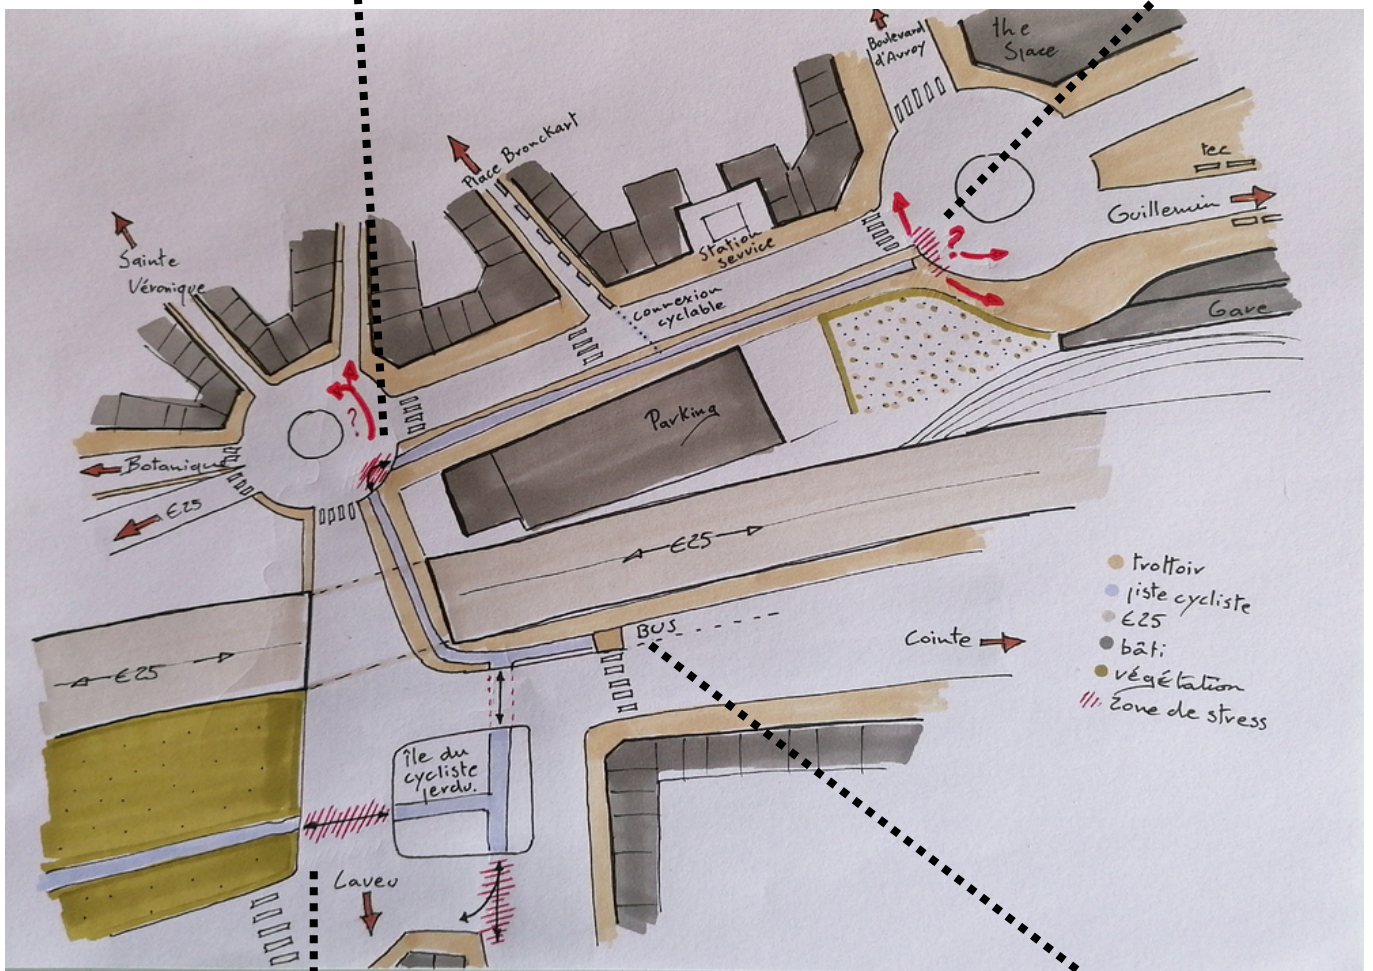 the
Slace
Boulevard
d'Avroy
Place Bronckart
tec
Guillemin
Sainte
Véronique
Station
service
?
connexion
cyclable
Gare
Parking
?
Botanique
E25
E25
trottoir
piste cycliste
E25
bâti
végétation
Zone de stress
BUS
Cointe
E25
île du
cycliste
perdu.
Laveu